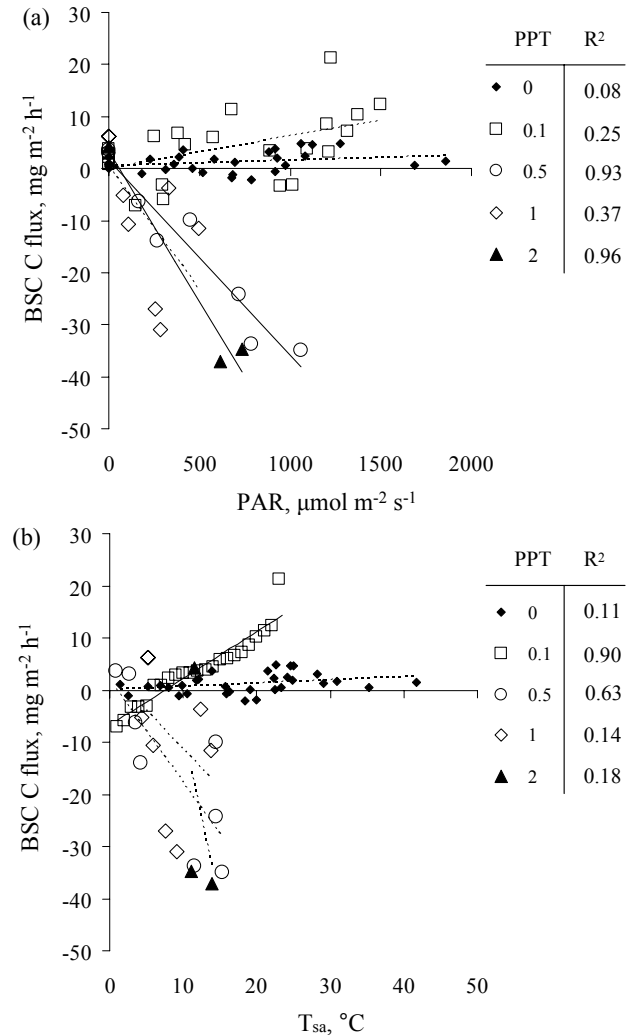 (a)
30
20
10
0
-10
-20
-30
-40
-50
BSC C flux, mg m-2 h-1
0 500 1000 1500 2000
PAR, μmol m-2 s-1
PPT R2
0 0.08
0.1 0.25
0.5 0.93
1 0.37
2 0.96
(b)
30
20
10
0
-10
-20
-30
-40
-50
BSC C flux, mg m-2 h-1
0 10 20 30 40 50
Tsa, °C
PPT R2
0 0.11
0.1 0.90
0.5 0.63
1 0.14
2 0.18